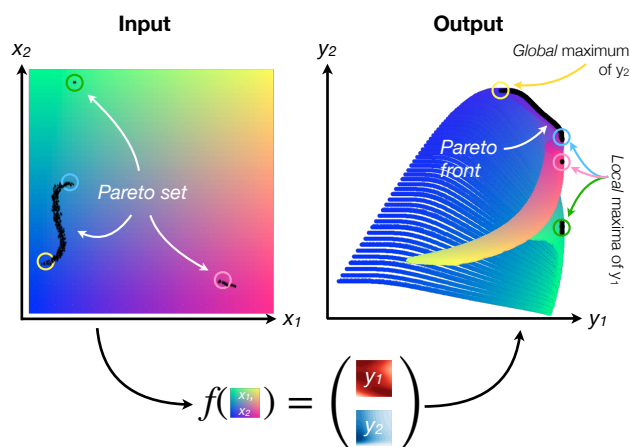 Input
Output
x2
y2
Global maximum
of y2
Pareto
front
Pareto set
Local maxima of y1
x1
y1
f( x1, x2 ) = ( y1 y2 )